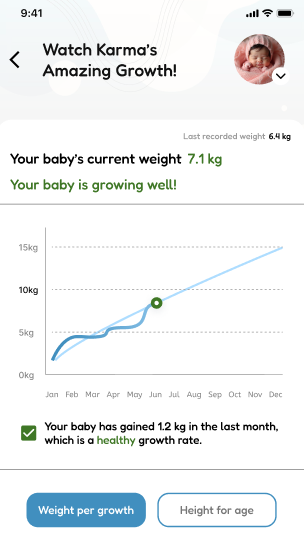 9:41
Watch Karma's
Amazing Growth!
Last recorded weight 6.4 kg
Your baby's current weight 7.1 kg
Your baby is growing well!
15kg
10kg
5kg
0kg
Jan Feb Mar Apr May Jun Jul Aug Sep Oct Nov Dec
Your baby has gained 1.2 kg in the last month,
which is a healthy growth rate.
Weight per growth
Height for age